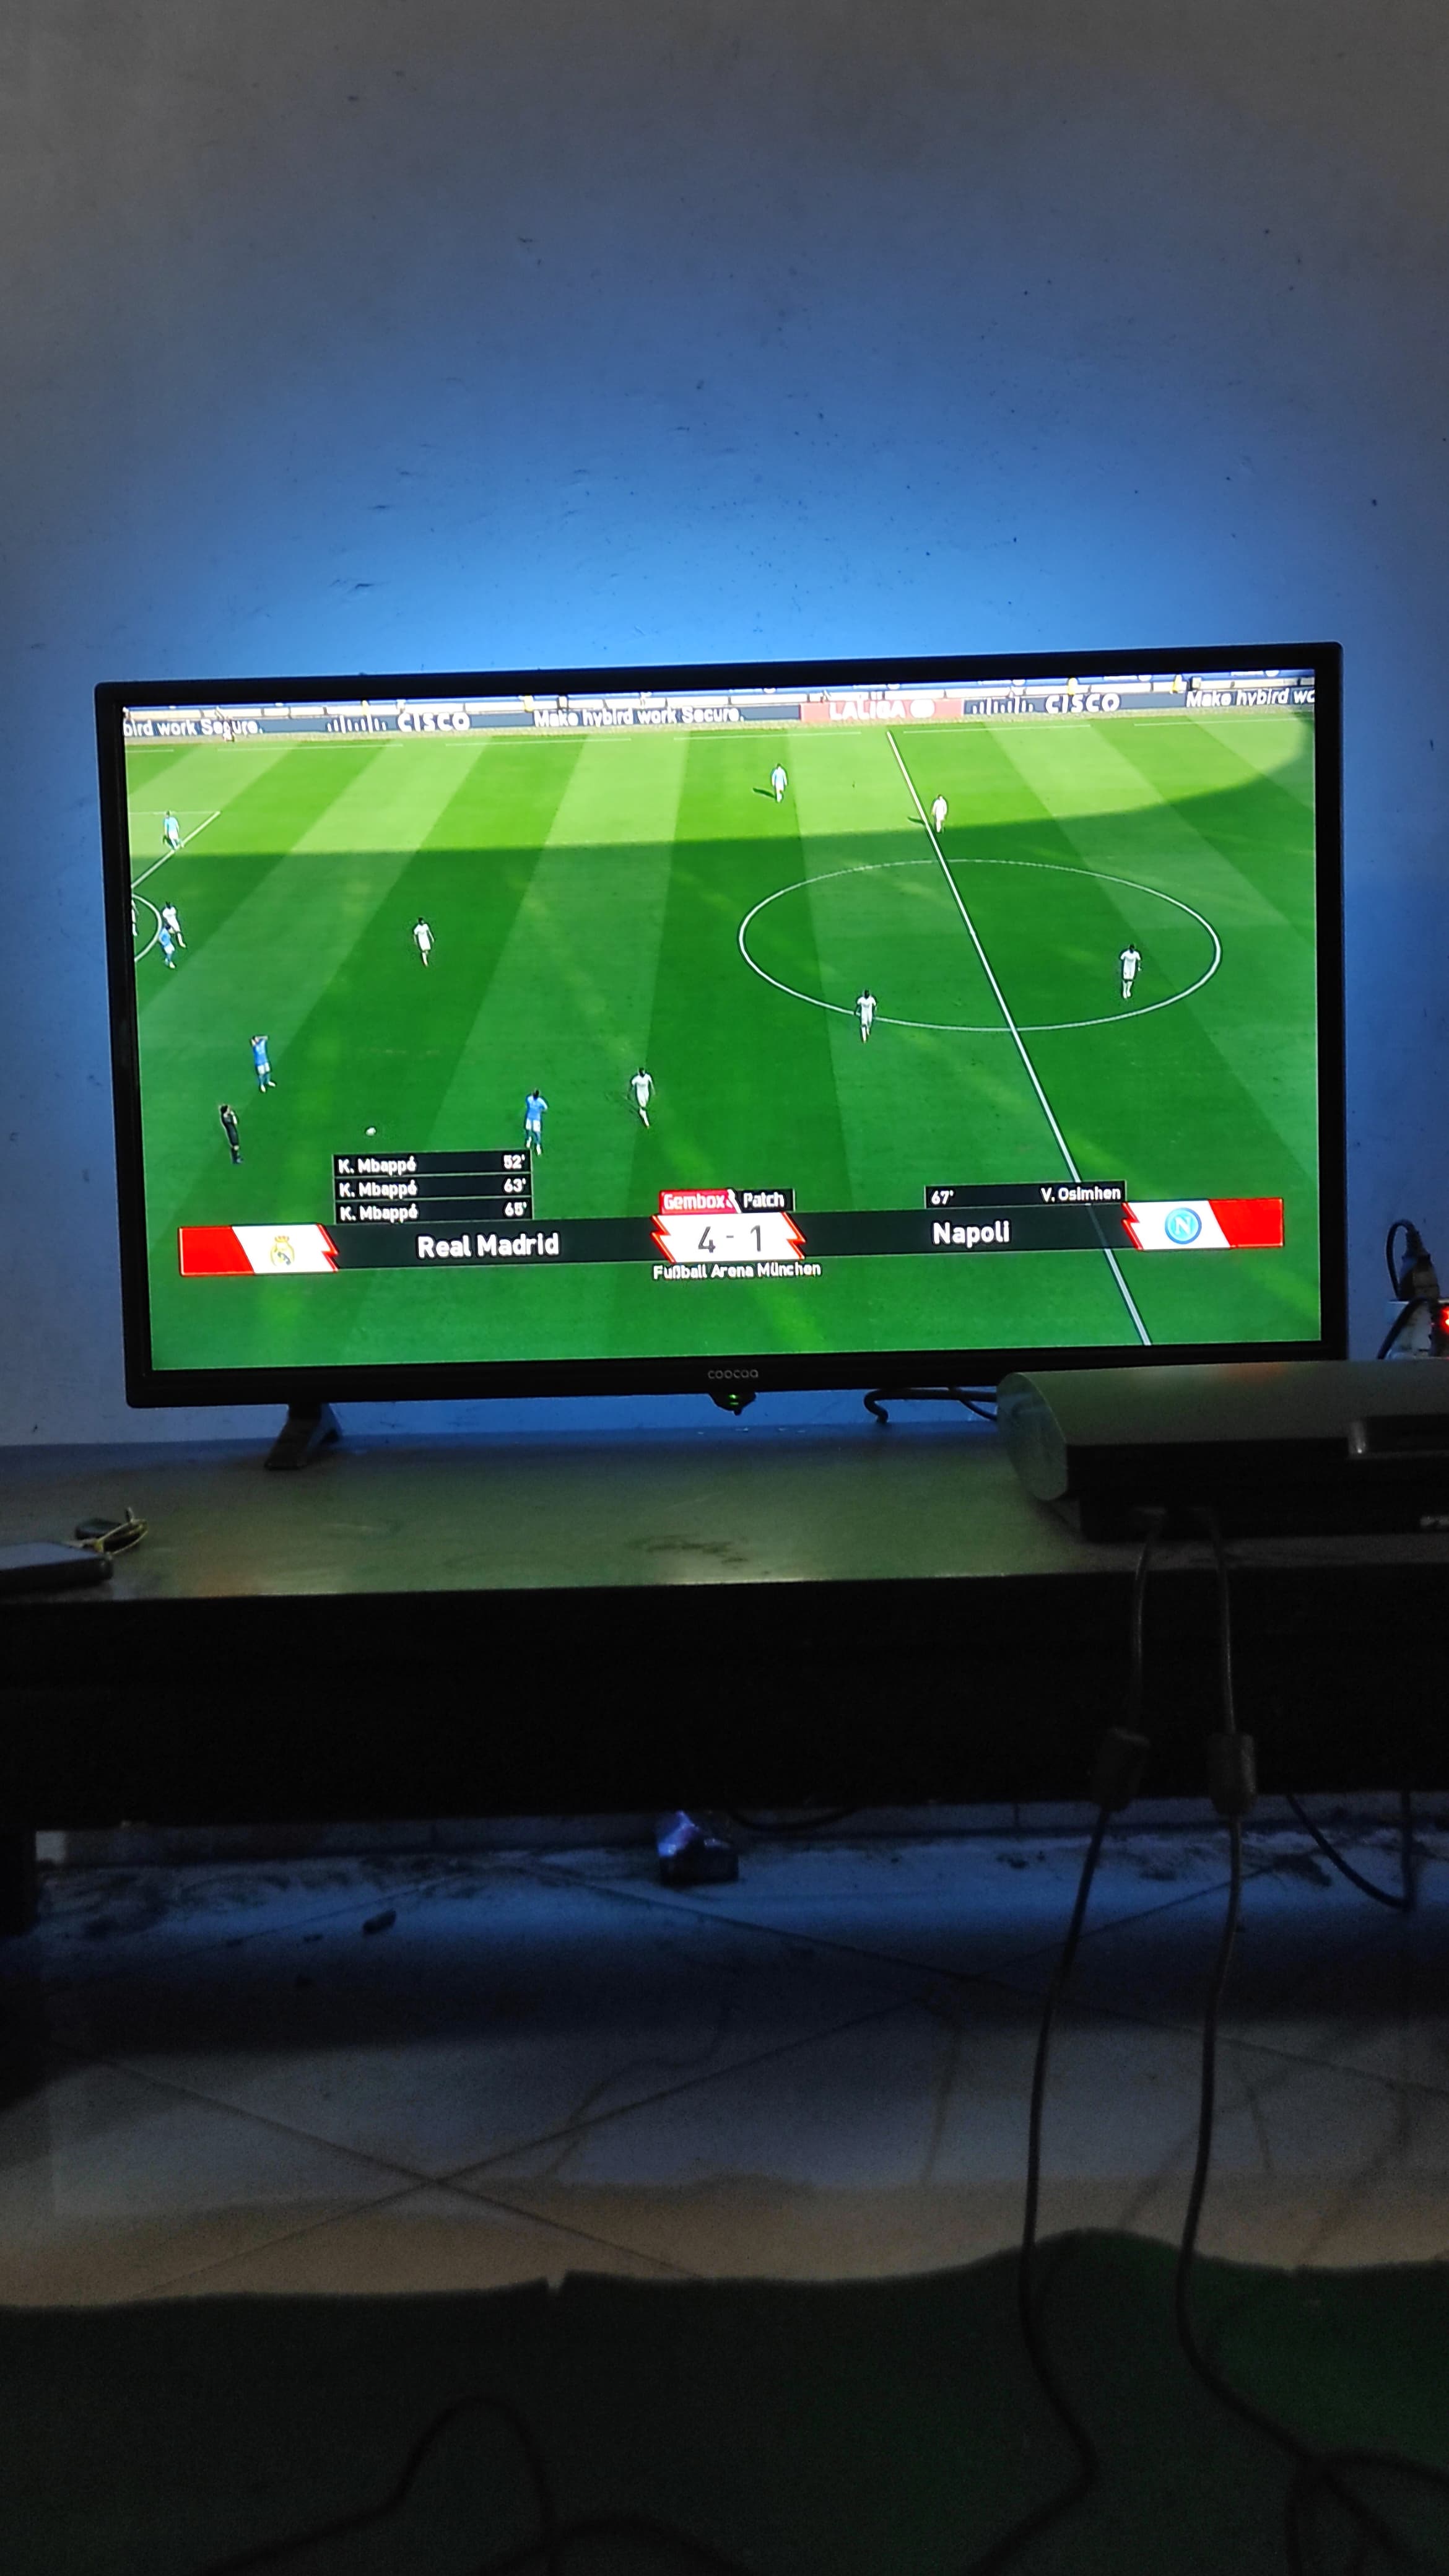 bird work Secure. CISCO Make hybird work Secure. LALIGA CISCO Make hybird wo
K. Mbappé 52'
K. Mbappé 63'
K. Mbappé 65'
Gembox Patch
67' V. Osimhen
Real Madrid 4 - 1 Napoli
N
Fußball Arena München
coocaa